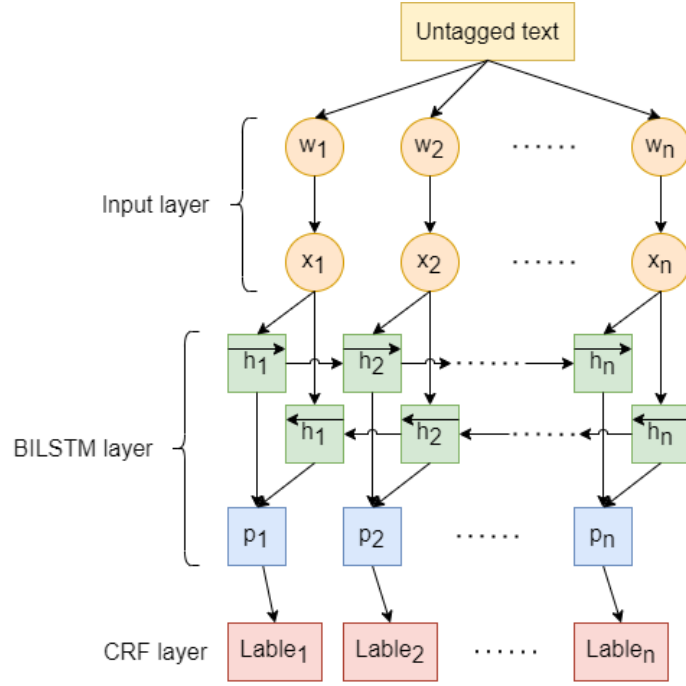 Untagged text
w1 w2 ...... wn
Input layer
x1 x2 ...... xn
h1 h2 ...... hn
BILSTM layer
h1 h2 ...... hn
p1 p2 ...... pn
CRF layer Lable1 Lable2 ...... Lablen